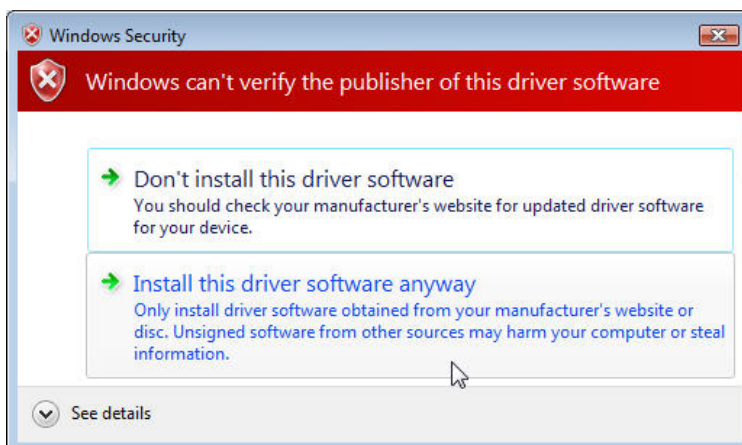 Windows Security
Windows can't verify the publisher of this driver software
Don't install this driver software
You should check your manufacturer's website for updated driver software
for your device.
Install this driver software anyway
Only install driver software obtained from your manufacturer's website or
disc. Unsigned software from other sources may harm your computer or steal
information.
See details